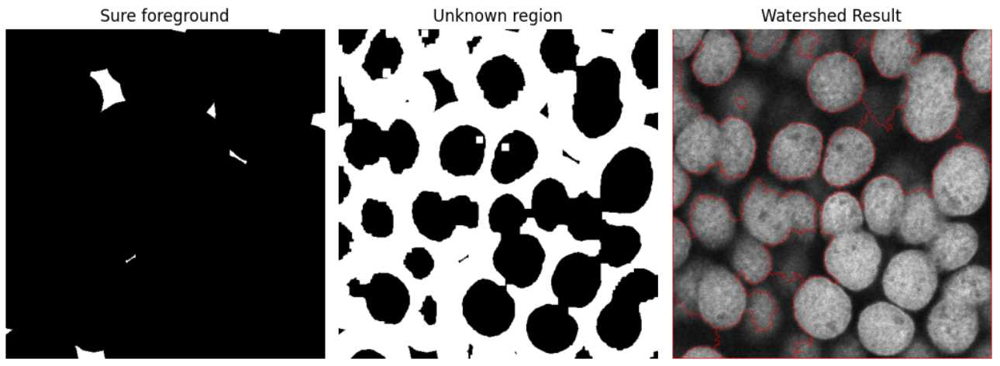 Sure foreground
Unknown region
Watershed Result